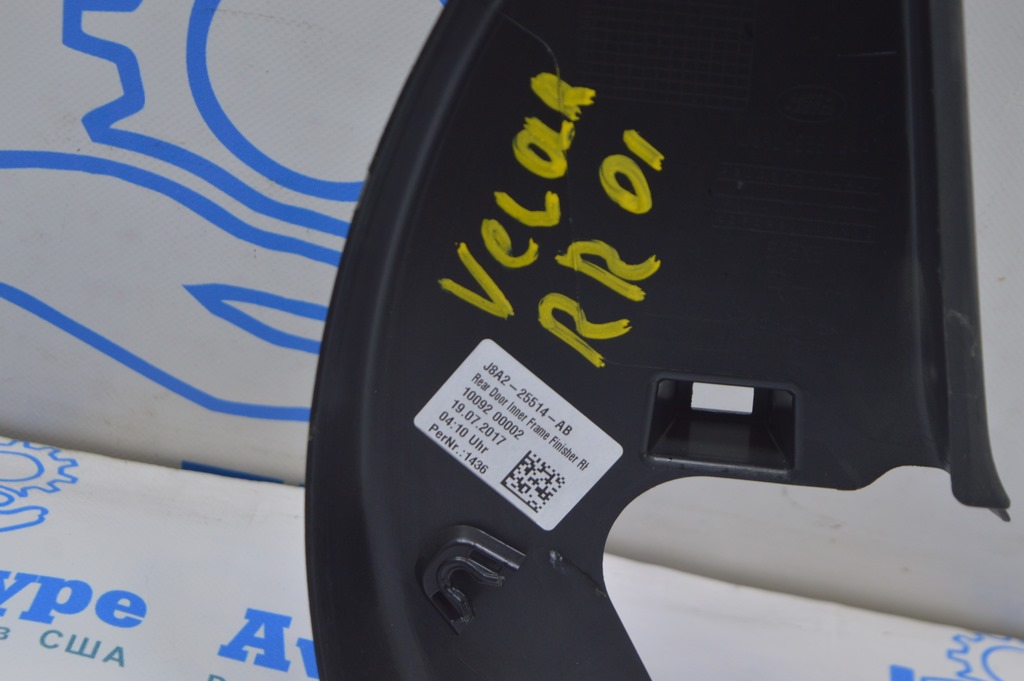 VeLaR
RR 01
J8A2-25514-AB
Rear Door Inner Frame Finisher
10092 00002
19.07.2017
04:10 Uhr
PerNr.:1436
ype
США
Av